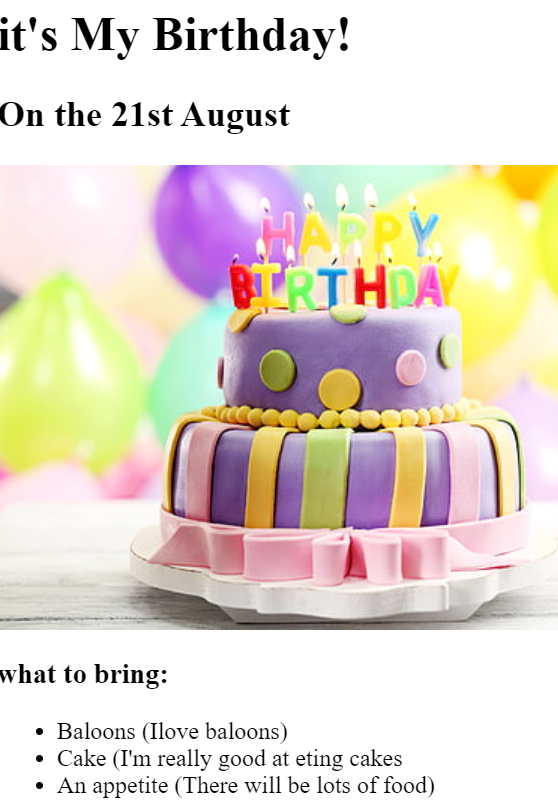 it's My Birthday!
On the 21st August
HAPPY
BIRTHDAY
what to bring:
Baloons (Ilove baloons)
Cake (I'm really good at eting cakes
An appetite (There will be lots of food)